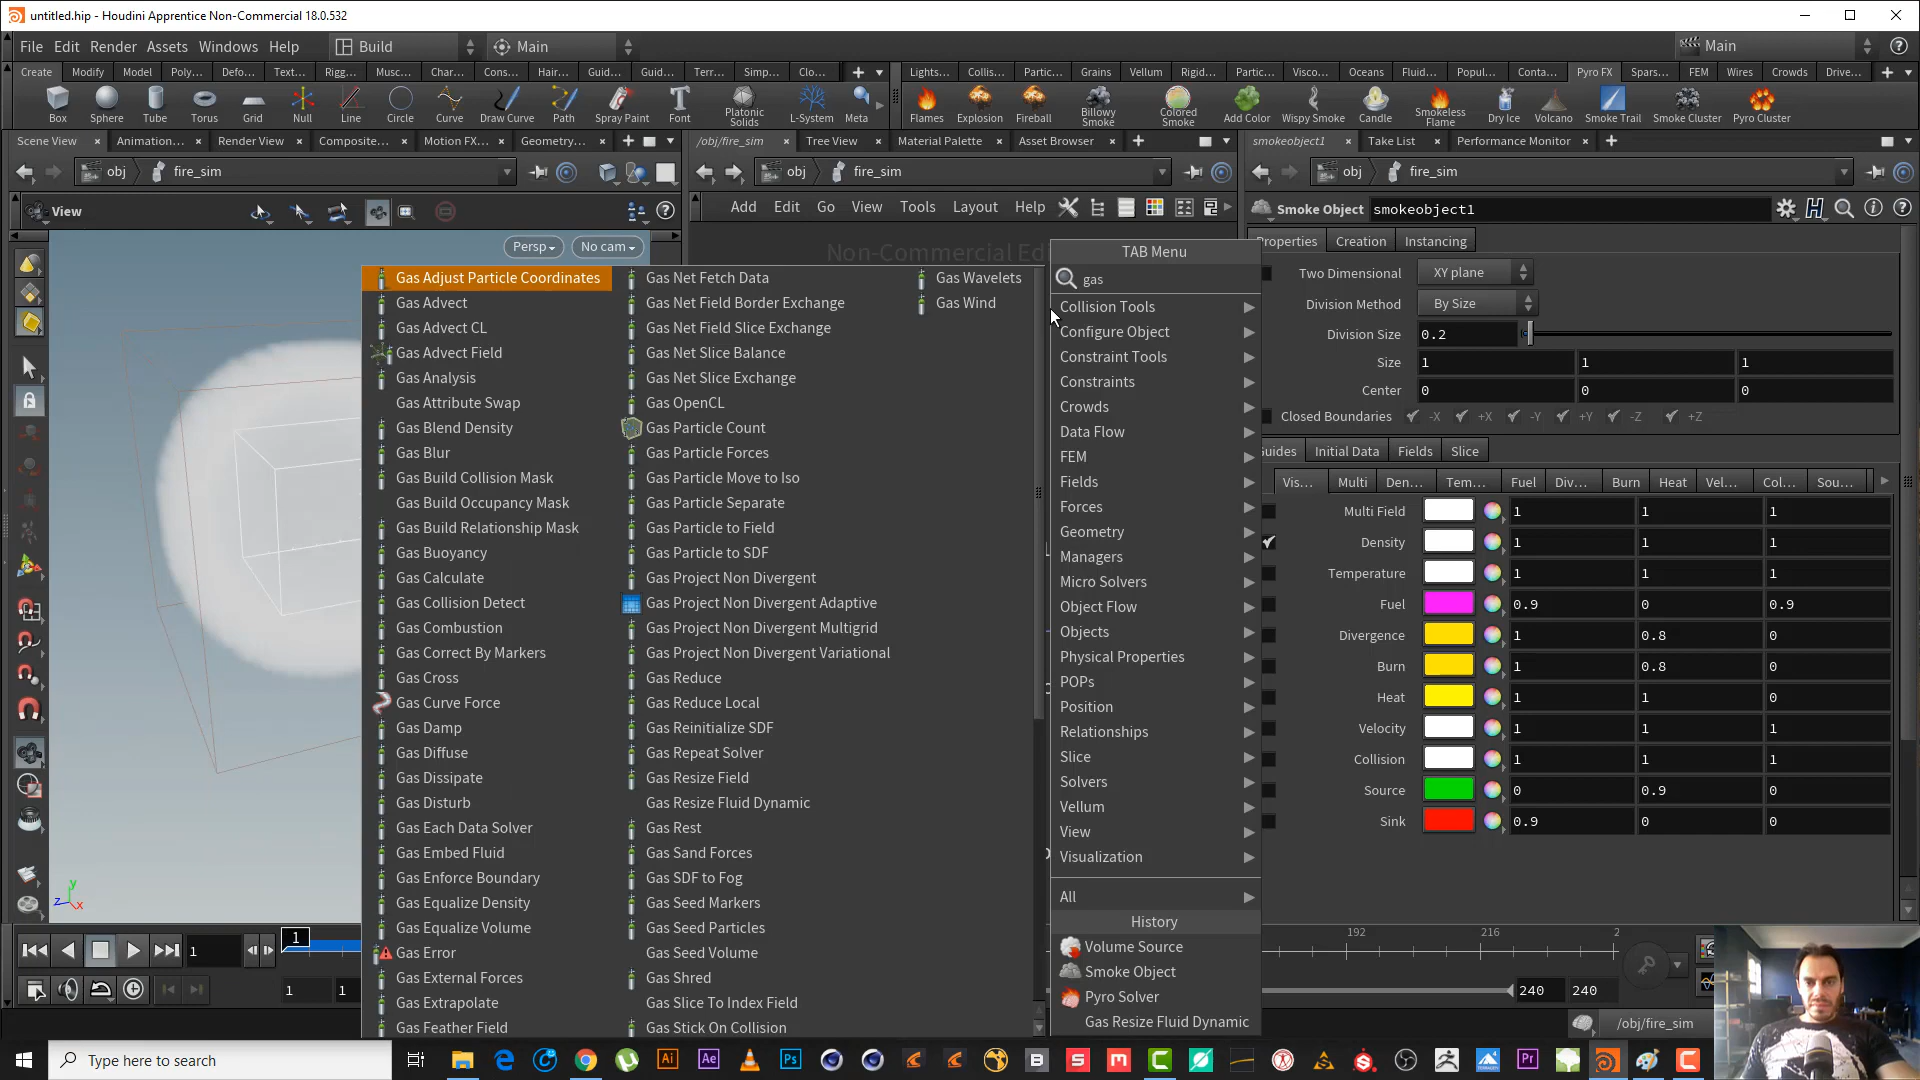 untitled.hip - Houdini Apprentice Non-Commercial 18.0.532
File Edit Render Assets Windows Help Build Main Main
Create Modify Model Poly... Defo... Text... Rigg... Musc... Char... Cons... Hair... Guid... Guid... Terr... Simp... Clo...
Lights... Collis... Partic... Grains Vellum Rigid... Partic... Visco... Oceans Fluid... Popul... Conta... Pyro FX Spars... FEM Wires Crowds Drive...
Box Sphere Tube Torus Grid Null Line Circle Curve Draw Curve Path Spray Paint Font Platonic Solids L-System Meta
Flames Explosion Fireball Billowy Smoke Colored Smoke Add Color Wispy Smoke Candle Smokeless Flame Dry Ice Volcano Smoke Trail Smoke Cluster Pyro Cluster
Scene View Animation... Render View Composite... Motion FX... Geometry...
/obj/fire_sim Tree View Material Palette Asset Browser
smokeobject1 Take List Performance Monitor
obj fire_sim
obj fire_sim
obj fire_sim
View
Add Edit Go View Tools Layout Help
Smoke Object smokeobject1
Persp No cam
Non-Commercial Edi
Gas Adjust Particle Coordinates
Gas Advect
Gas Advect CL
Gas Advect Field
Gas Analysis
Gas Attribute Swap
Gas Blend Density
Gas Blur
Gas Build Collision Mask
Gas Build Occupancy Mask
Gas Build Relationship Mask
Gas Buoyancy
Gas Calculate
Gas Collision Detect
Gas Combustion
Gas Correct By Markers
Gas Cross
Gas Curve Force
Gas Damp
Gas Diffuse
Gas Dissipate
Gas Disturb
Gas Each Data Solver
Gas Embed Fluid
Gas Enforce Boundary
Gas Equalize Density
Gas Equalize Volume
Gas Error
Gas External Forces
Gas Extrapolate
Gas Feather Field
Gas Net Fetch Data
Gas Net Field Border Exchange
Gas Net Field Slice Exchange
Gas Net Slice Balance
Gas Net Slice Exchange
Gas OpenCL
Gas Particle Count
Gas Particle Forces
Gas Particle Move to Iso
Gas Particle Separate
Gas Particle to Field
Gas Particle to SDF
Gas Project Non Divergent
Gas Project Non Divergent Adaptive
Gas Project Non Divergent Multigrid
Gas Project Non Divergent Variational
Gas Reduce
Gas Reduce Local
Gas Reinitialize SDF
Gas Repeat Solver
Gas Resize Field
Gas Resize Fluid Dynamic
Gas Rest
Gas Sand Forces
Gas SDF to Fog
Gas Seed Markers
Gas Seed Particles
Gas Seed Volume
Gas Shred
Gas Slice To Index Field
Gas Stick On Collision
Gas Wavelets
Gas Wind
TAB Menu
gas
Collision Tools
Configure Object
Constraint Tools
Constraints
Crowds
Data Flow
FEM
Fields
Forces
Geometry
Managers
Micro Solvers
Object Flow
Objects
Physical Properties
POPs
Position
Relationships
Slice
Solvers
Vellum
View
Visualization
All
History
Volume Source
Smoke Object
Pyro Solver
Gas Resize Fluid Dynamic
Properties Creation Instancing
Two Dimensional XY plane
Division Method By Size
Division Size 0.2
Size 1 1 1
Center 0 0 0
Closed Boundaries -X +X -Y +Y -Z +Z
Guides Initial Data Fields Slice
Vis... Multi Den... Tem... Fuel Div... Burn Heat Vel... Col... Sou...
Multi Field 1 1 1
Density 1 1 1
Temperature 1 1 1
Fuel 0.9 0 0.9
Divergence 1 0.8 0
Burn 1 0.8 0
Heat 1 1 0
Velocity 1 1 1
Collision 1 1 1
Source 0 0.9 0
Sink 0.9 0 0
y z x
1 1 192 216 2
1 1 240 240
/obj/fire_sim
Type here to search
Ai Ae Ps Pr